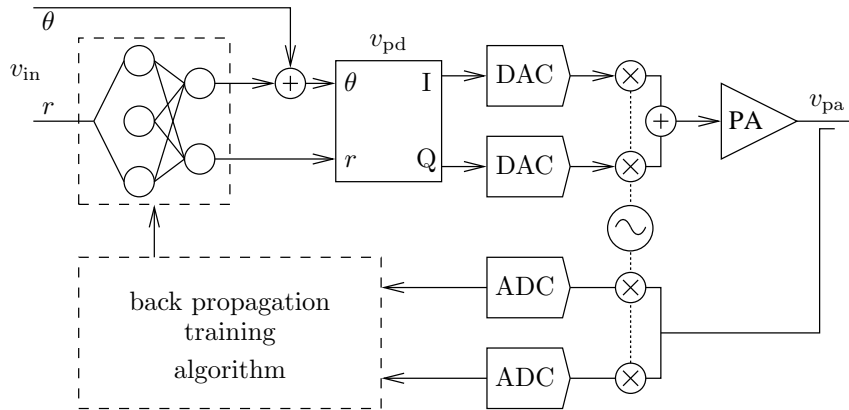 θ
v_pd
v_in
DAC
θ
I
v_pa
r
PA
DAC
r
Q
ADC
back propagation
training
algorithm
ADC